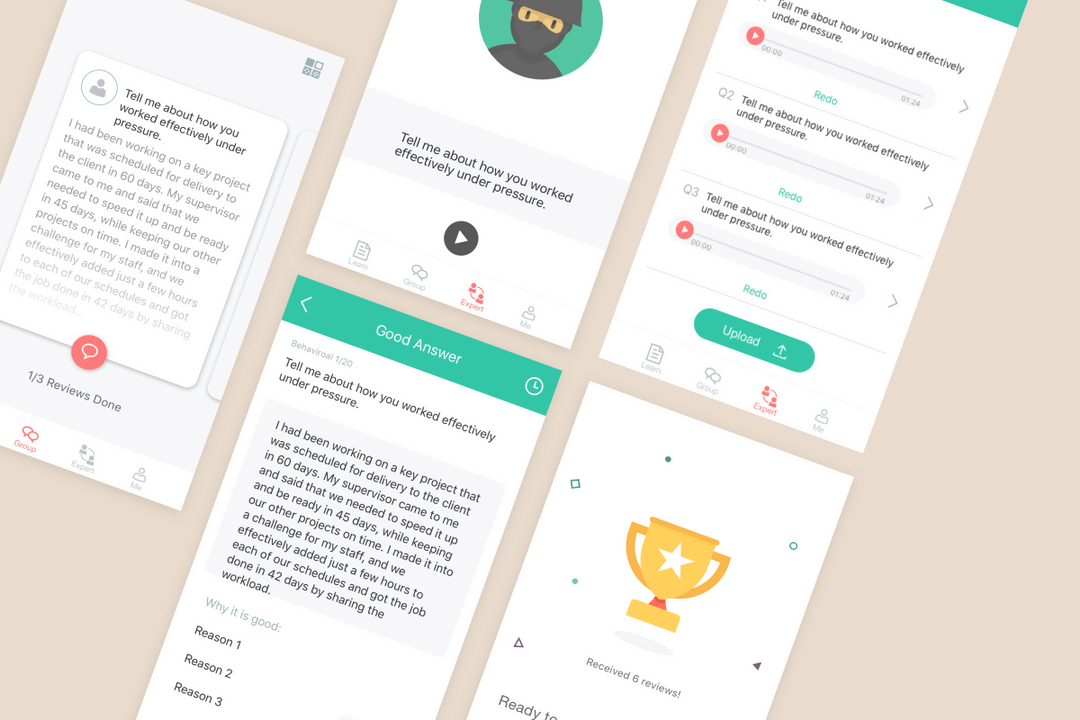 Tell me about how you
worked effectively under
pressure.
I had been working on a key project
that was scheduled for delivery to
the client in 60 days. My supervisor
came to me and said that we
needed to speed it up and be ready
in 45 days, while keeping our other
projects on time. I made it into a
challenge for my staff, and we
effectively added just a few hours
to each of our schedules and got
the job done in 42 days by sharing
the workload...
1/3 Reviews Done
Group
Expert
Me
Tell me about how you worked
effectively under pressure.
Learn
Group
Expert
Me
Tell me about how you worked effectively
under pressure.
00:00
01:24
Redo
Q2
Tell me about how you worked effectively
under pressure.
00:00
01:24
Redo
Q3
Tell me about how you worked effectively
under pressure.
00:00
01:24
Redo
Upload
Learn
Group
Expert
Me
Good Answer
Behaviroal 1/20
Tell me about how you worked effectively
under pressure.
I had been working on a key project that
was scheduled for delivery to the client
in 60 days. My supervisor came to me
and said that we needed to speed it up
and be ready in 45 days, while keeping
our other projects on time. I made it into
a challenge for my staff, and we
effectively added just a few hours to
each of our schedules and got the job
done in 42 days by sharing the
workload.
Why it is good:
Reason 1
Reason 2
Reason 3
Received 6 reviews!
Ready to